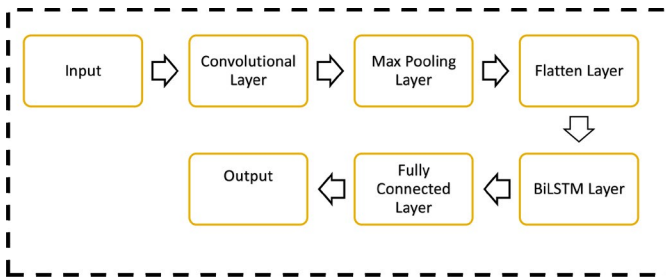 Input
Convolutional
Layer
Max Pooling
Layer
Flatten Layer
BiLSTM Layer
Fully
Connected
Layer
Output